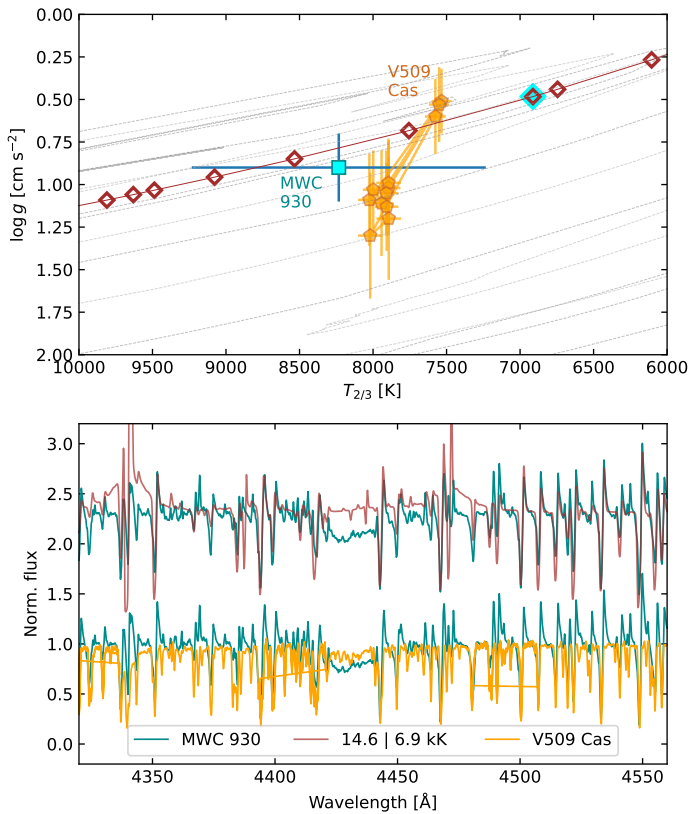 0.00
0.25
0.50
0.75
1.00
1.25
1.50
1.75
2.00
log g [cm s⁻²]
V509
Cas
MWC
930
10000 9500 9000 8500 8000 7500 7000 6500 6000
T₂/₃ [K]
3.0
2.5
2.0
1.5
1.0
0.5
0.0
Norm. flux
MWC 930 14.6 | 6.9 kK V509 Cas
4350 4400 4450 4500 4550
Wavelength [Å]